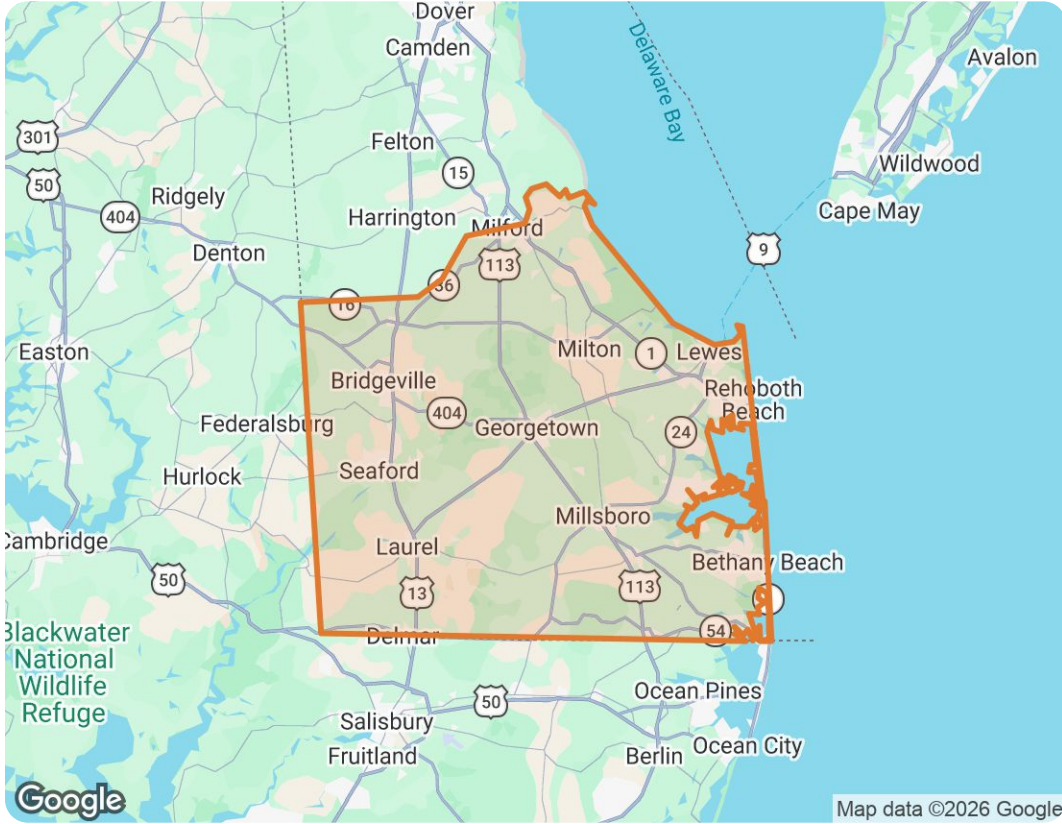 Dover
Camden
Avalon
Delaware Bay
301
Felton
50
15
Wildwood
Ridgely
404
Harrington
Cape May
Milford
Denton
9
113
36
16
Easton
Milton
1
Lewes
Bridgeville
Rehoboth
Beach
404
Federalsburg
Georgetown
24
Seaford
Hurlock
Millsboro
Cambridge
Laurel
Bethany Beach
50
13
113
54
Delmar
Blackwater
National
Wildlife
Refuge
Ocean Pines
50
Salisbury
Ocean City
Fruitland
Berlin
Google
Map data ©2026 Google